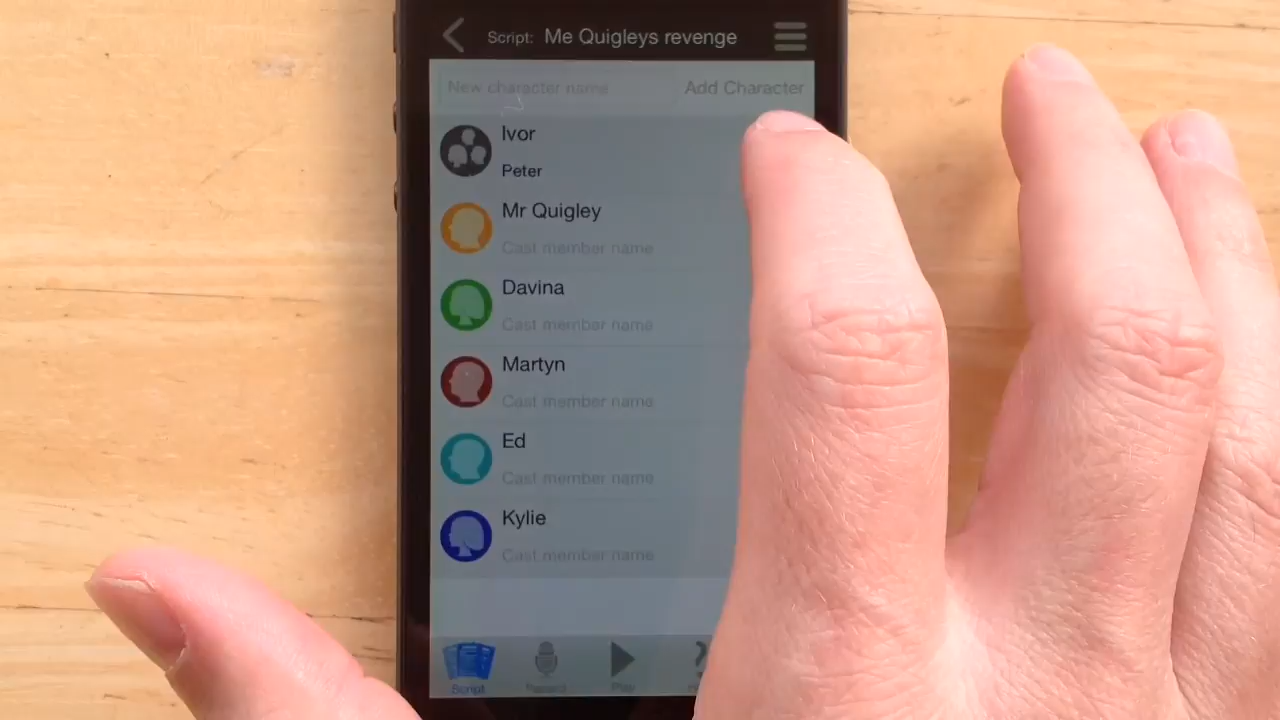 Script: Me Quigleys revenge
New character name Add Character
Ivor
Peter
Mr Quigley
Cast member name
Davina
Cast member name
Martyn
Cast member name
Ed
Cast member name
Kylie
Cast member name
Script Record Play